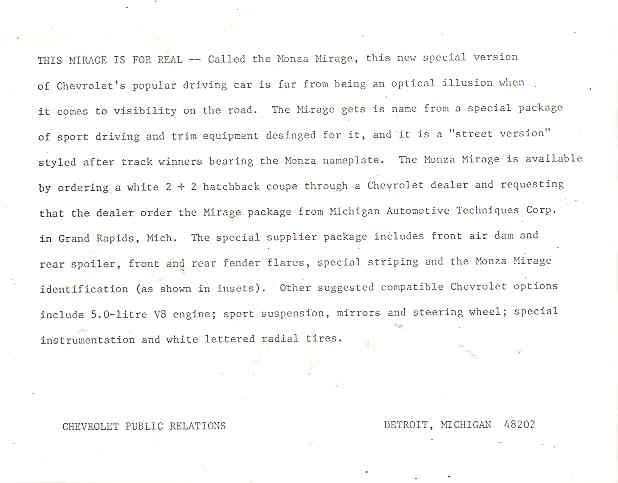 THIS MIRAGE IS FOR REAL -- Called the Monza Mirage, this new special version
of Chevrolet's popular driving car is far from being an optical illusion when
it comes to visibility on the road. The Mirage gets is name from a special package
of sport driving and trim equipment desinged for it, and it is a "street version"
styled after track winners bearing the Monza nameplate. The Monza Mirage is available
by ordering a white 2 + 2 hatchback coupe through a Chevrolet dealer and requesting
that the dealer order the Mirage package from Michigan Automotive Techniques Corp.
in Grand Rapids, Mich. The special supplier package includes front air dam and
rear spoiler, front and rear fender flares, special striping and the Monza Mirage
identification (as shown in insets). Other suggested compatible Chevrolet options
include 5.0-litre V8 engine; sport suspension, mirrors and steering wheel; special
instrumentation and white lettered radial tires.
CHEVROLET PUBLIC RELATIONS DETROIT, MICHIGAN 48202